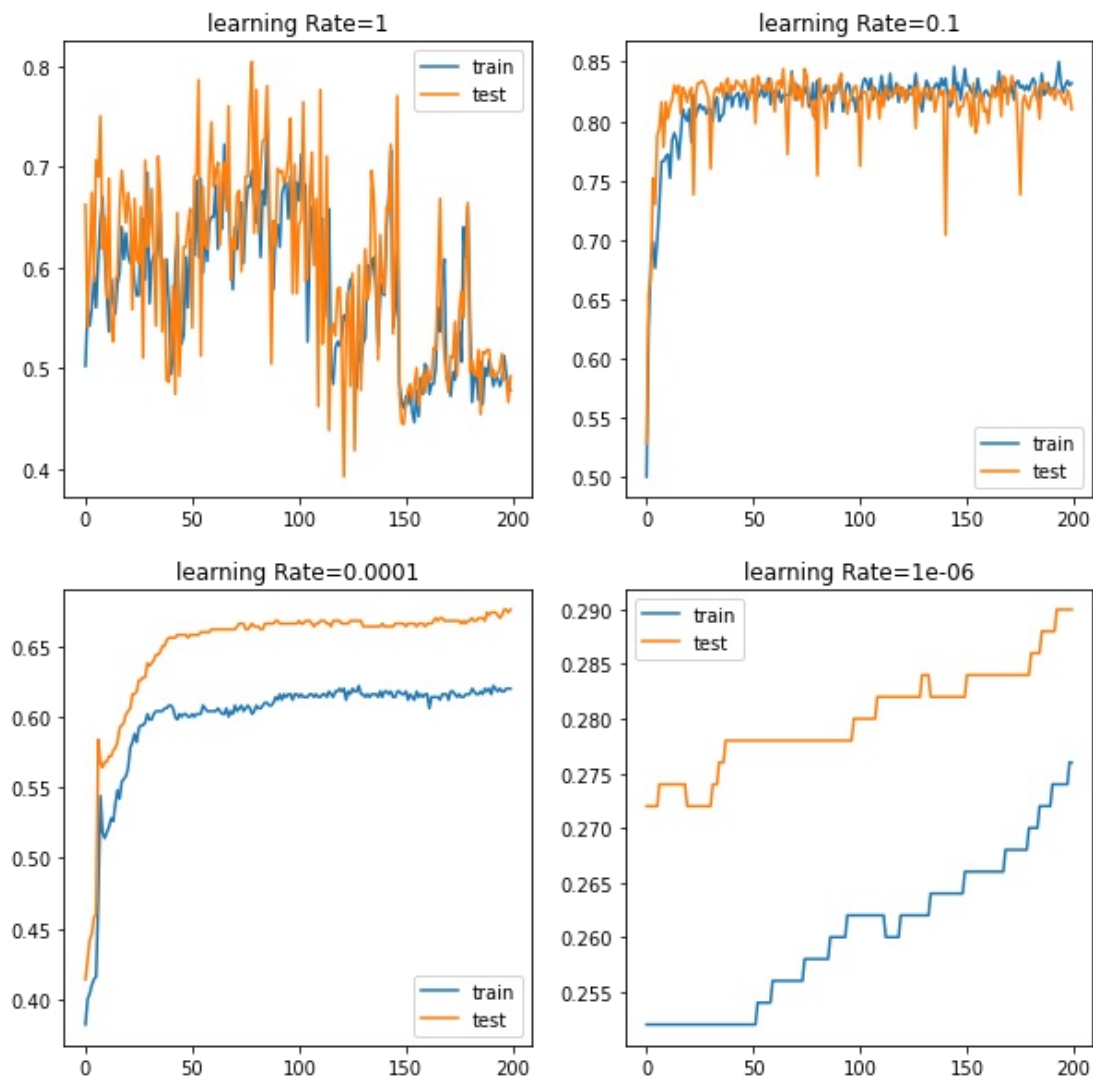 learning Rate=1
0.8
0.7
0.6
0.5
0.4
train
test
0 50 100 150 200
learning Rate=0.1
0.85
0.80
0.75
0.70
0.65
0.60
0.55
0.50
train
test
0 50 100 150 200
learning Rate=0.0001
0.65
0.60
0.55
0.50
0.45
0.40
train
test
0 50 100 150 200
learning Rate=1e-06
train
test
0.290
0.285
0.280
0.275
0.270
0.265
0.260
0.255
0 50 100 150 200